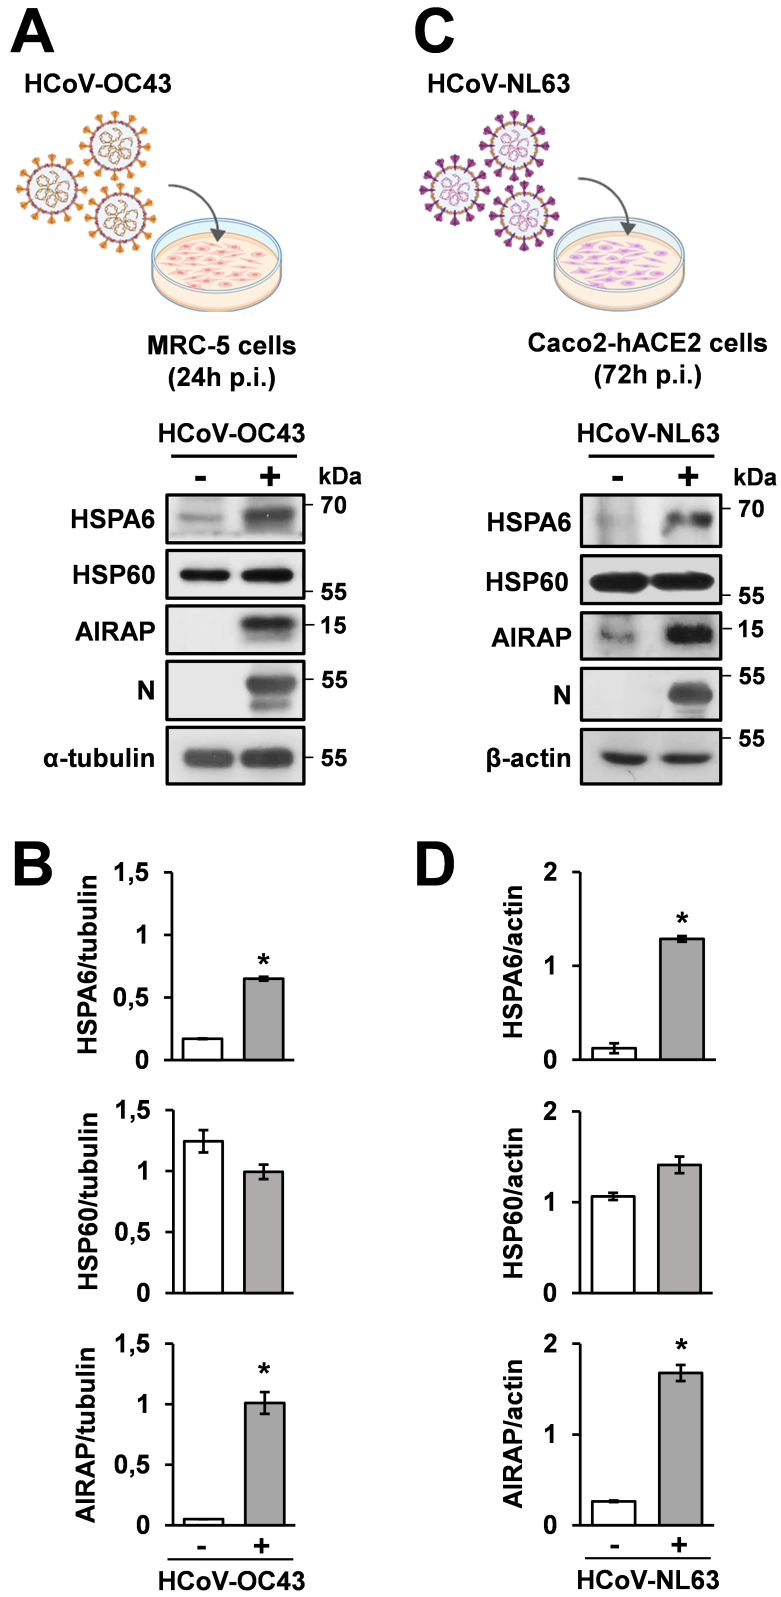 A
HCoV-OC43
MRC-5 cells
(24h p.i.)
HCoV-OC43
- +
kDa
HSPA6
70
HSP60
55
AIRAP
15
N
55
α-tubulin
55
C
HCoV-NL63
Caco2-hACE2 cells
(72h p.i.)
HCoV-NL63
- +
kDa
HSPA6
70
HSP60
55
AIRAP
15
N
55
β-actin
55
B
HSPA6/tubulin
1,5
1
0,5
0
*
HSP60/tubulin
1,5
1
0,5
0
AIRAP/tubulin
1,5
1
0,5
0
*
- +
HCoV-OC43
D
HSPA6/actin
2
1
0
*
HSP60/actin
2
1
0
AIRAP/actin
2
1
0
*
- +
HCoV-NL63